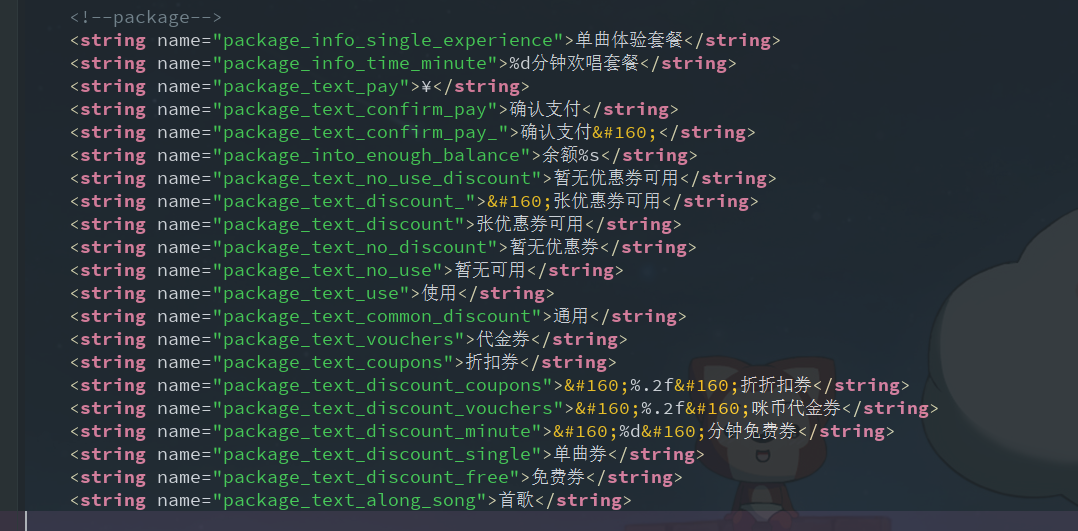 <!--package-->
<string name="package_info_single_experience">单曲体验套餐</string>
<string name="package_info_time_minute">%d分钟欢唱套餐</string>
<string name="package_text_pay">¥</string>
<string name="package_text_confirm_pay">确认支付</string>
<string name="package_text_confirm_pay_">确认支付&#160;</string>
<string name="package_into_enough_balance">余额%s</string>
<string name="package_text_no_use_discount">暂无优惠券可用</string>
<string name="package_text_discount_">&#160;张优惠券可用</string>
<string name="package_text_discount">张优惠券可用</string>
<string name="package_text_no_discount">暂无优惠券</string>
<string name="package_text_no_use">暂无可用</string>
<string name="package_text_use">使用</string>
<string name="package_text_common_discount">通用</string>
<string name="package_text_vouchers">代金券</string>
<string name="package_text_coupons">折扣券</string>
<string name="package_text_discount_coupons">&#160;%.2f&#160;折折扣券</string>
<string name="package_text_discount_vouchers">&#160;%.2f&#160;咪币代金券</string>
<string name="package_text_discount_minute">&#160;%d&#160;分钟免费券</string>
<string name="package_text_discount_single">单曲券</string>
<string name="package_text_discount_free">免费券</string>
<string name="package_text_along_song">首歌</string>